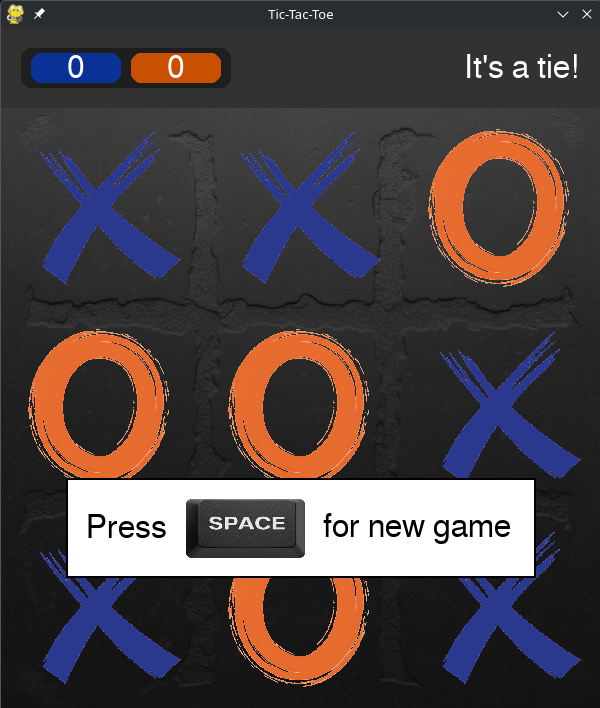 Tic-Tac-Toe
0 0 It's a tie!
X X O
O O X
Press SPACE for new game
X O X